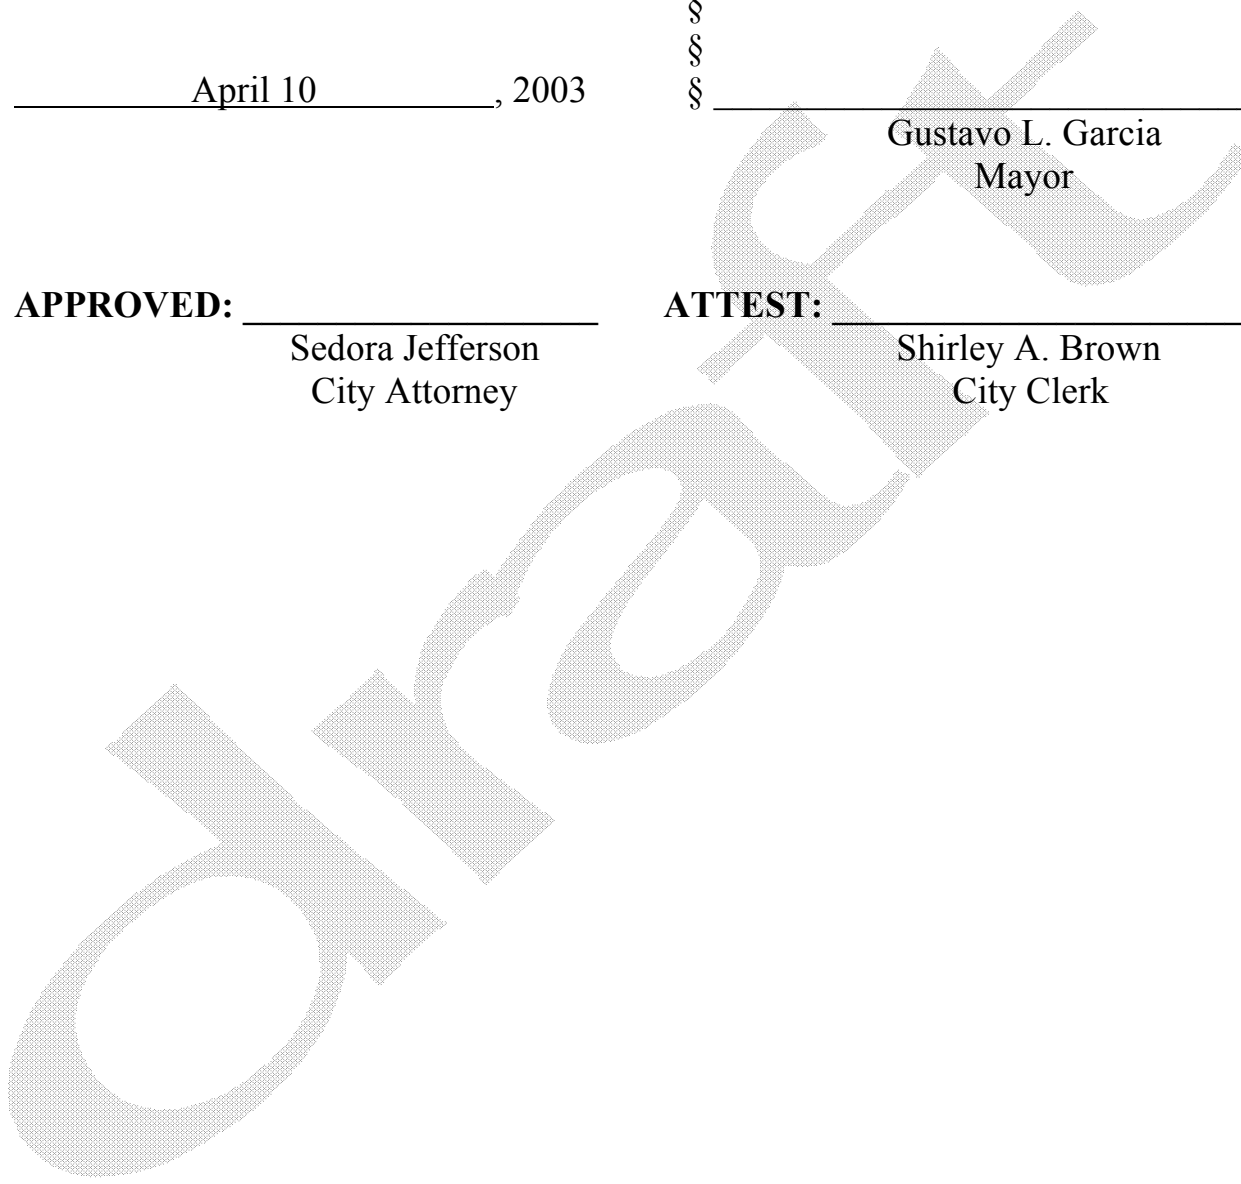 §
§
April 10, 2003 § 
Gustavo L. Garcia
Mayor
APPROVED: ATTEST:
Sedora Jefferson Shirley A. Brown
City Attorney City Clerk
draft